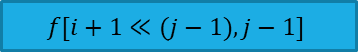 f[i + 1 ≪ (j − 1), j − 1]